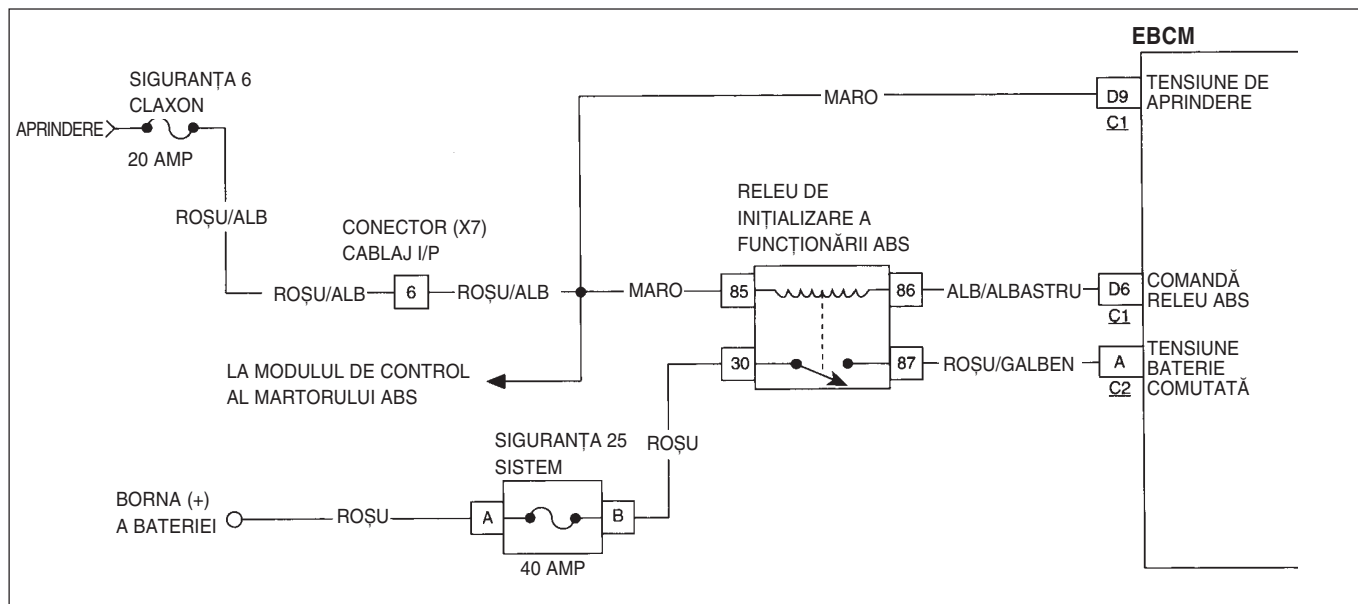 EBCM
SIGURANȚA 6
CLAXON
APRINDERE
20 AMP
MARO
D9
C1
TENSIUNE DE
APRINDERE
ROȘU/ALB
CONECTOR (X7)
CABLAJ I/P
RELEU DE
INIȚIALIZARE A
FUNCȚIONĂRII ABS
ROȘU/ALB
6
ROȘU/ALB
MARO
85
86
ALB/ALBASTRU
D6
C1
COMANDĂ
RELEU ABS
30
87
ROȘU/GALBEN
A
C2
TENSIUNE
BATERIE
COMUTATĂ
LA MODULUL DE CONTROL
AL MARTORULUI ABS
SIGURANȚA 25
SISTEM
ROȘU
BORNA (+)
A BATERIEI
ROȘU
A
B
40 AMP